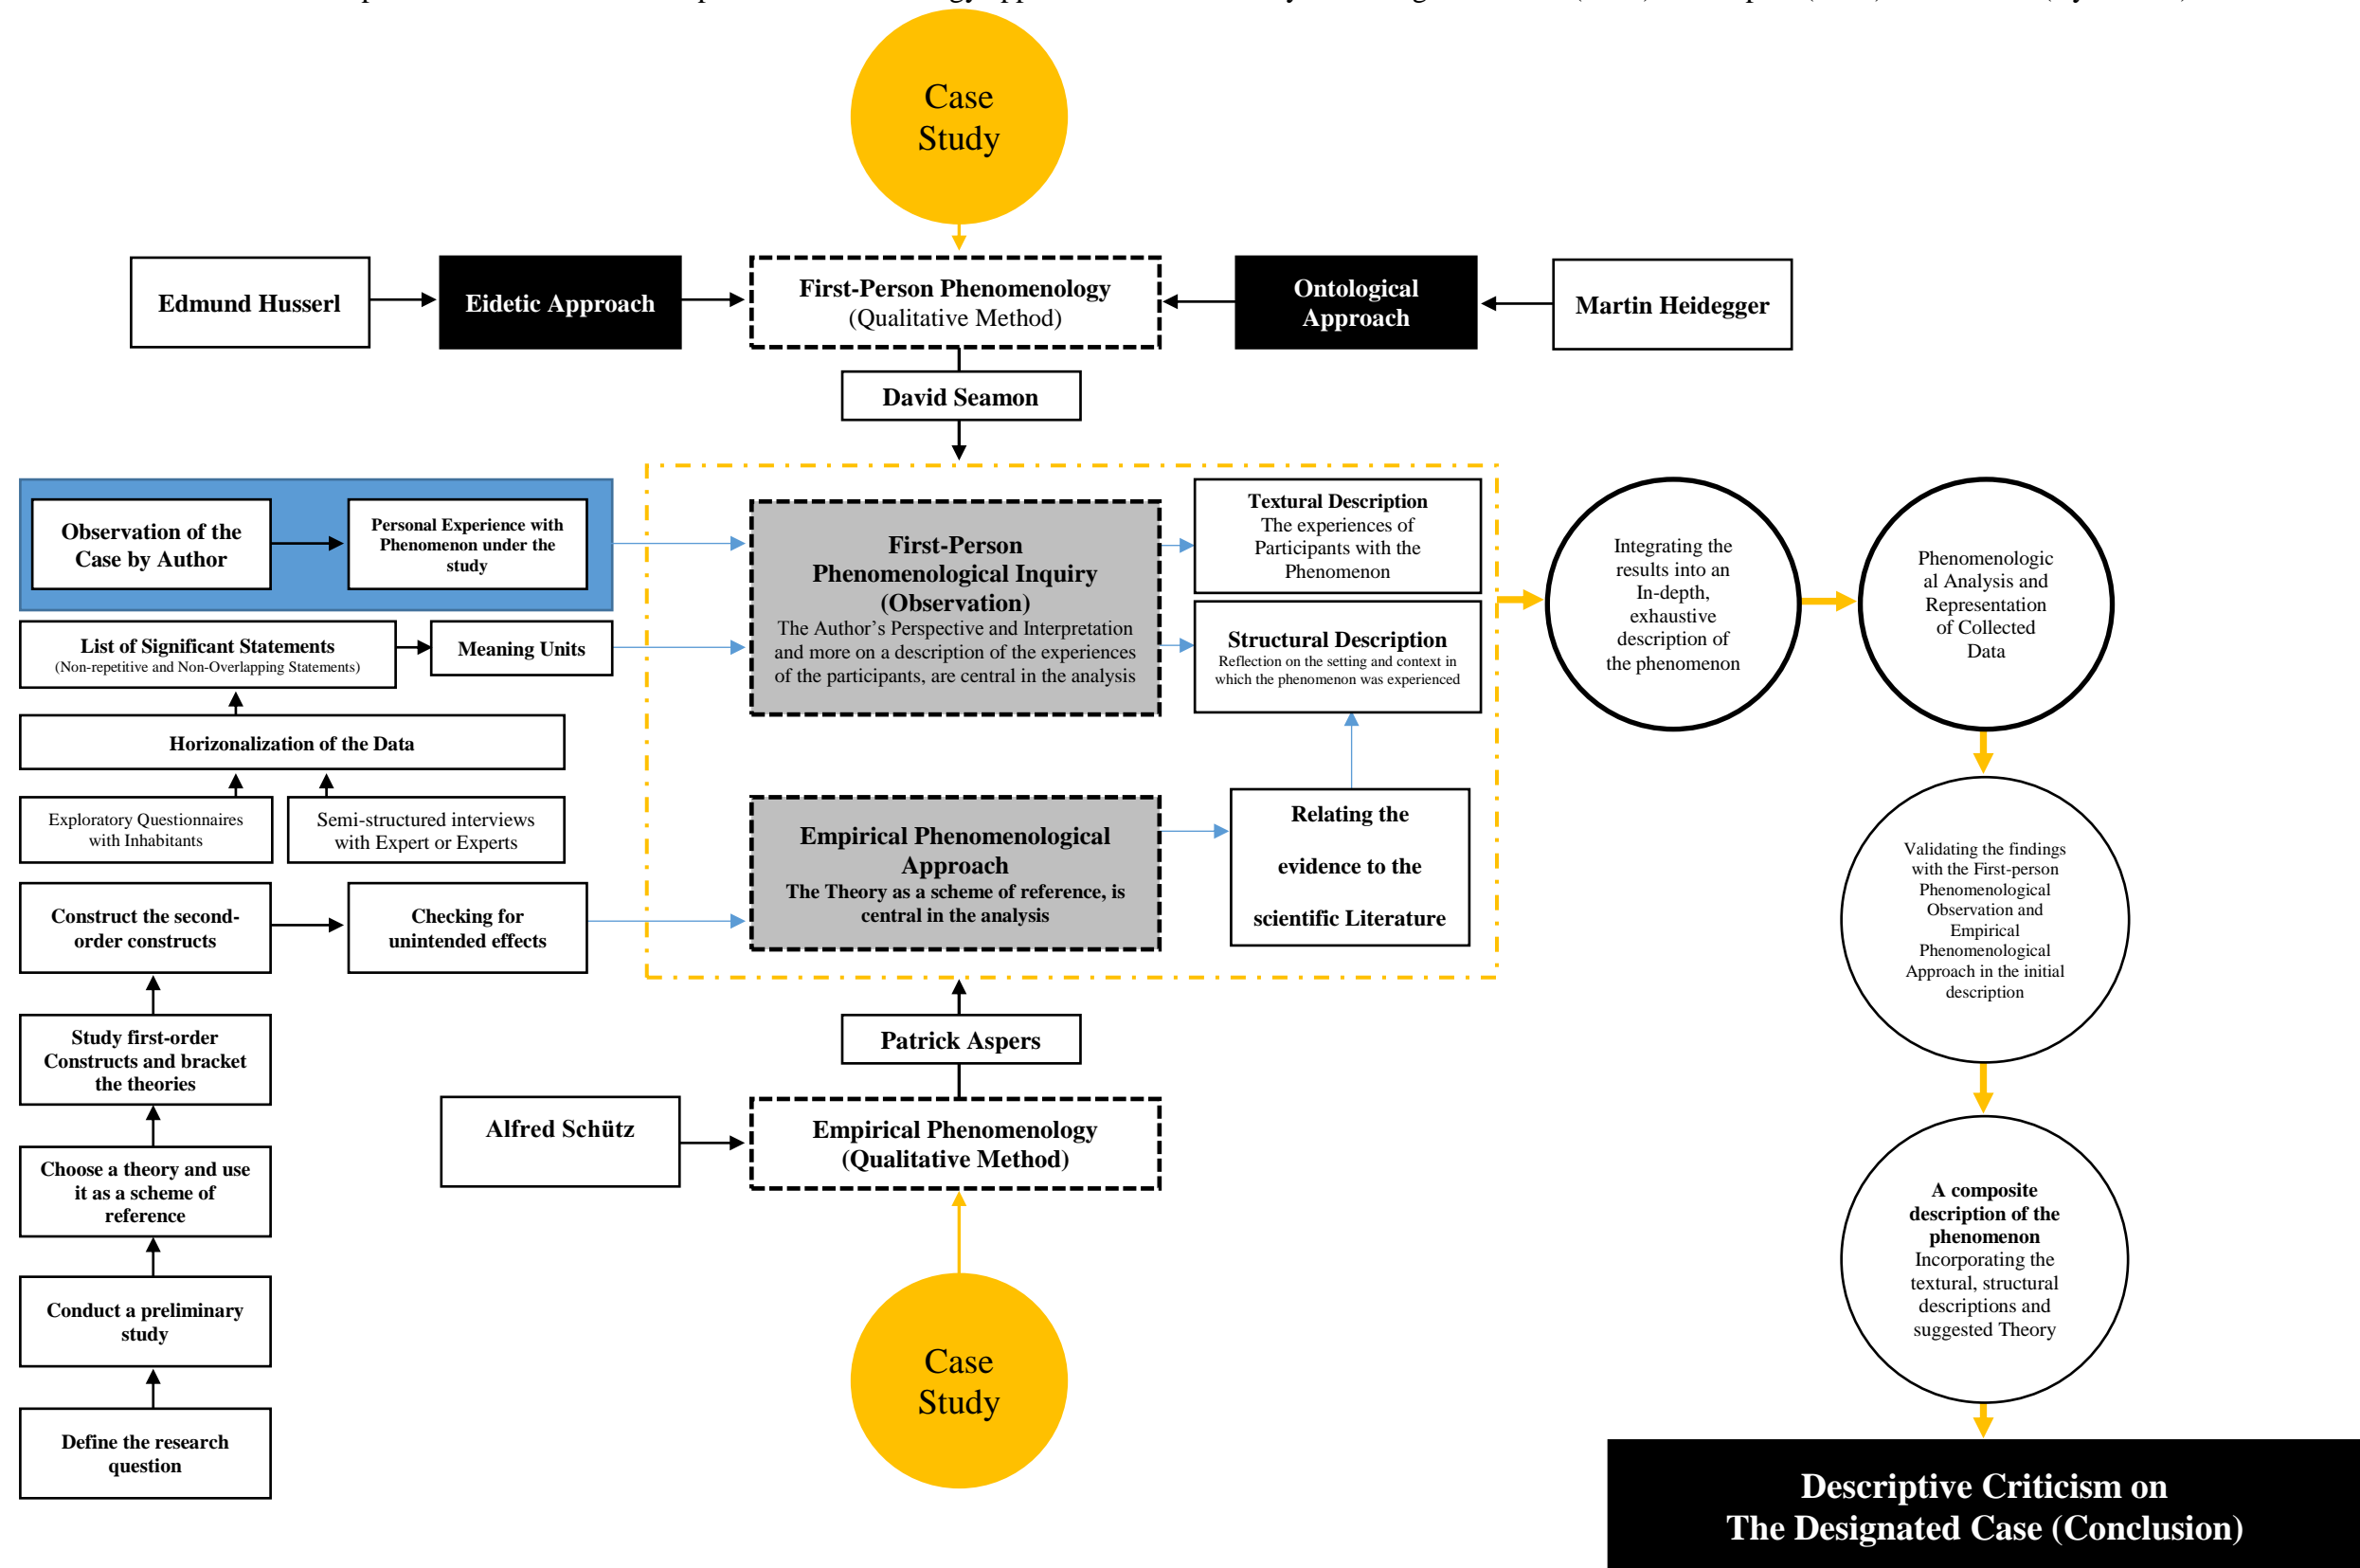 Case
Study
Edmund Husserl
Eidetic Approach
First-Person Phenomenology
(Qualitative Method)
Ontological
Approach
Martin Heidegger
David Seamon
Observation of the
Case by Author
Personal Experience with
Phenomenon under the
study
List of Significant Statements
(Non-repetitive and Non-Overlapping Statements)
Meaning Units
Horizonalization of the Data
Exploratory Questionnaires
with Inhabitants
Semi-structured interviews
with Expert or Experts
Construct the second-
order constructs
Checking for
unintended effects
Study first-order
Constructs and bracket
the theories
Choose a theory and use
it as a scheme of
reference
Conduct a preliminary
study
Define the research
question
First-Person
Phenomenological Inquiry
(Observation)
The Author’s Perspective and Interpretation
and more on a description of the experiences
of the participants, are central in the analysis
Textural Description
The experiences of
Participants with the
Phenomenon
Structural Description
Reflection on the setting and context in
which the phenomenon was experienced
Empirical Phenomenological
Approach
The Theory as a scheme of reference, is
central in the analysis
Relating the
evidence to the
scientific Literature
Patrick Aspers
Alfred Schütz
Empirical Phenomenology
(Qualitative Method)
Case
Study
Integrating the
results into an
In-depth,
exhaustive
description of
the phenomenon
Phenomenologic
al Analysis and
Representation
of Collected
Data
Validating the findings
with the First-person
Phenomenological
Observation and
Empirical
Phenomenological
Approach in the initial
description
A composite
description of the
phenomenon
Incorporating the
textural, structural
descriptions and
suggested Theory
Descriptive Criticism on
The Designated Case (Conclusion)